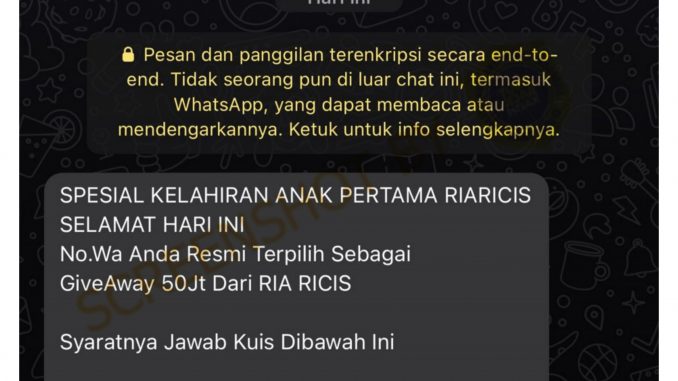 Hari Ini
🔒 Pesan dan panggilan terenkripsi secara end-to-
end. Tidak seorang pun di luar chat ini, termasuk
WhatsApp, yang dapat membaca atau
mendengarkannya. Ketuk untuk info selengkapnya.
SPESIAL KELAHIRAN ANAK PERTAMA RIARICIS
SELAMAT HARI INI
No.Wa Anda Resmi Terpilih Sebagai
GiveAway 50Jt Dari RIA RICIS
Syaratnya Jawab Kuis Dibawah Ini